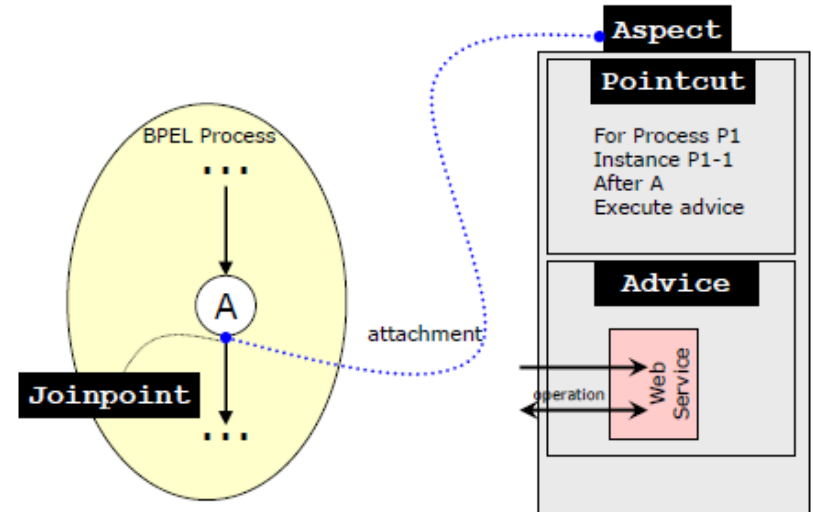 Aspect
Pointcut
For Process P1
Instance P1-1
After A
Execute advice
BPEL Process
...
A
attachment
Joinpoint
...
Advice
operation
Web
Service